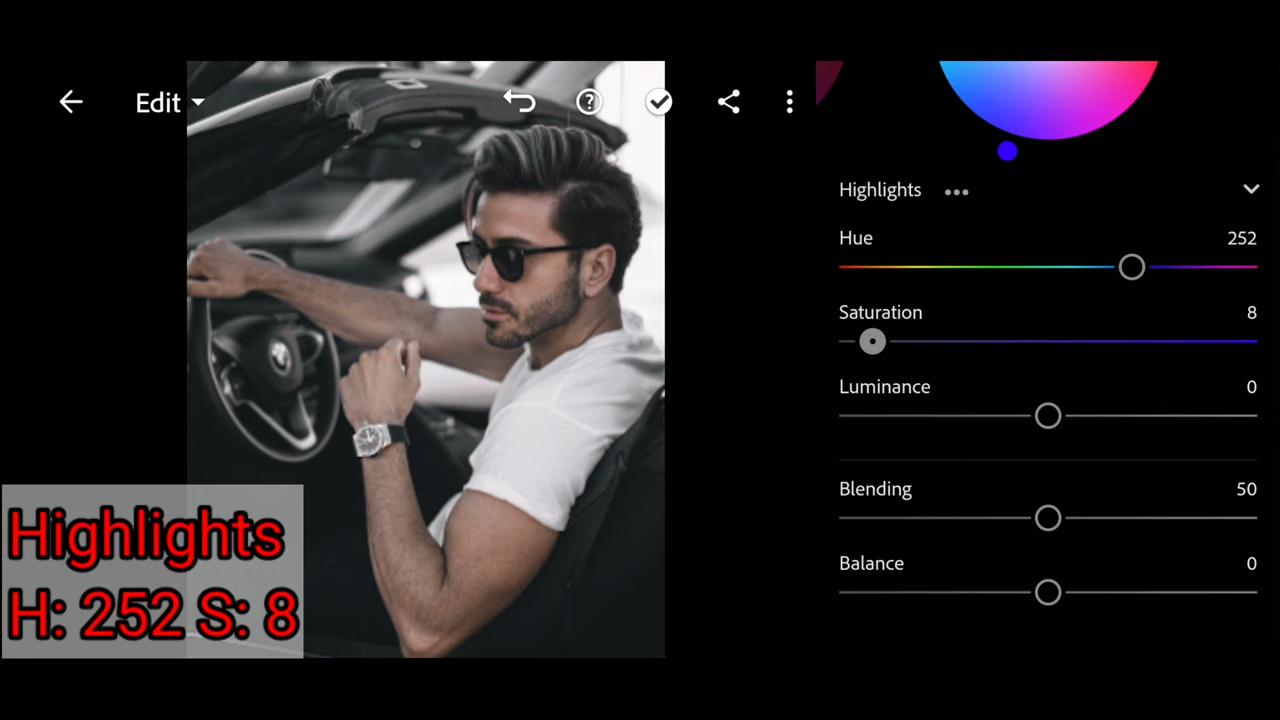 Edit
Highlights
Hue 252
Saturation 8
Luminance 0
Blending 50
Balance 0
Highlights
H: 252 S: 8